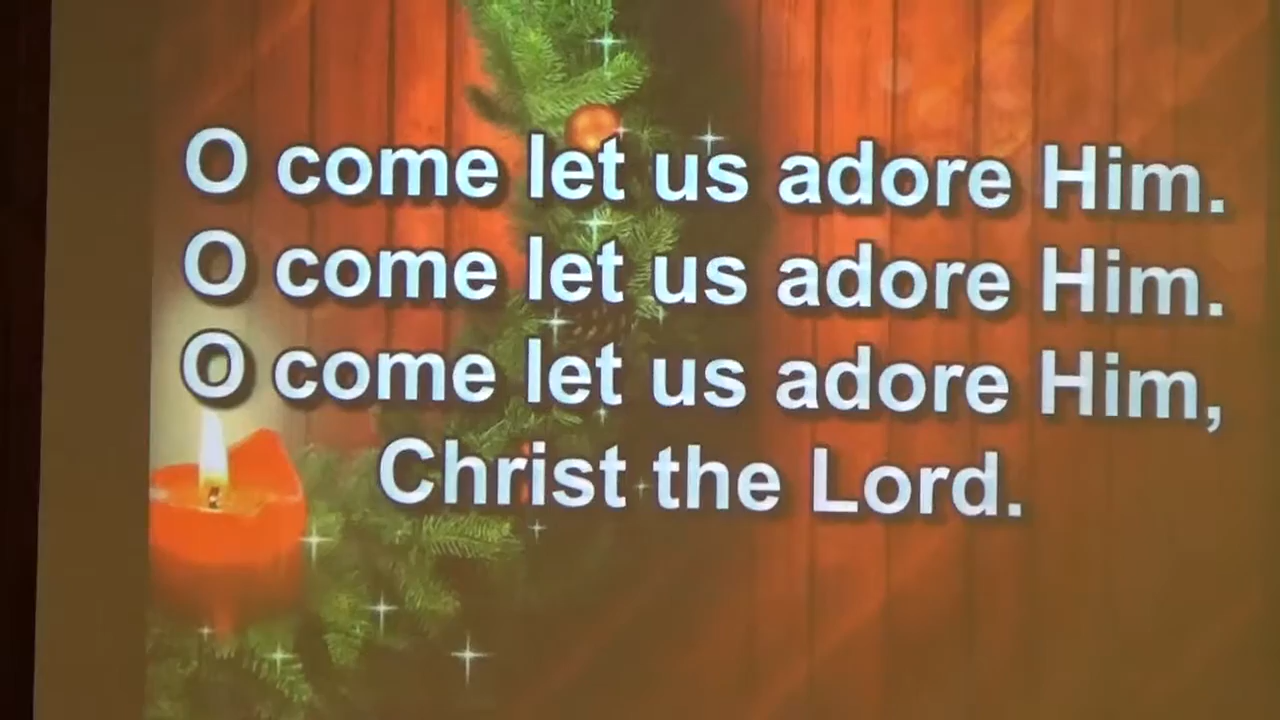 O come let us adore Him.
O come let us adore Him.
O come let us adore Him,
Christ the Lord.